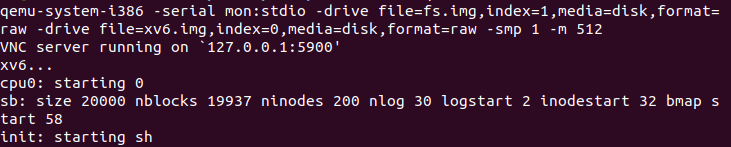 qemu-system-i386 -serial mon:stdio -drive file=fs.img,index=1,media=disk,format=
raw -drive file=xv6.img,index=0,media=disk,format=raw -smp 1 -m 512
VNC server running on `127.0.0.1:5900'
xv6...
cpu0: starting 0
sb: size 20000 nblocks 19937 ninodes 200 nlog 30 logstart 2 inodestart 32 bmap s
tart 58
init: starting sh